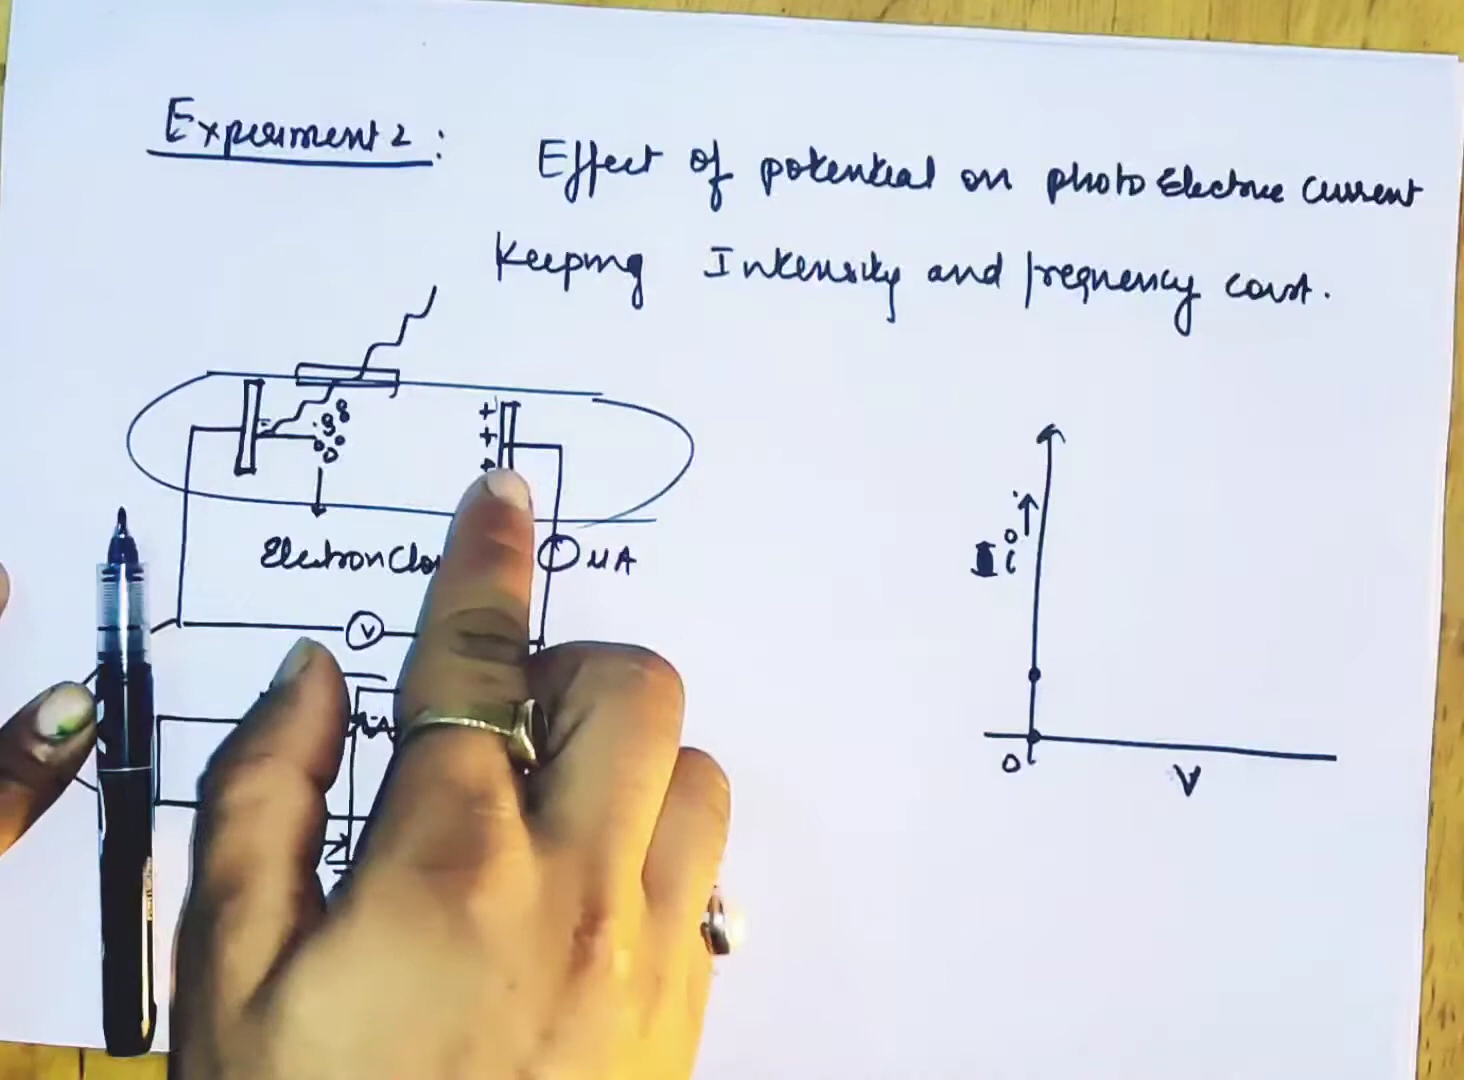 Experiment 2:
Effect of potential on photo Electric current
keeping Intensity and frequency const.
+
+
+
Electron Clo
μA
V
I i
0
V